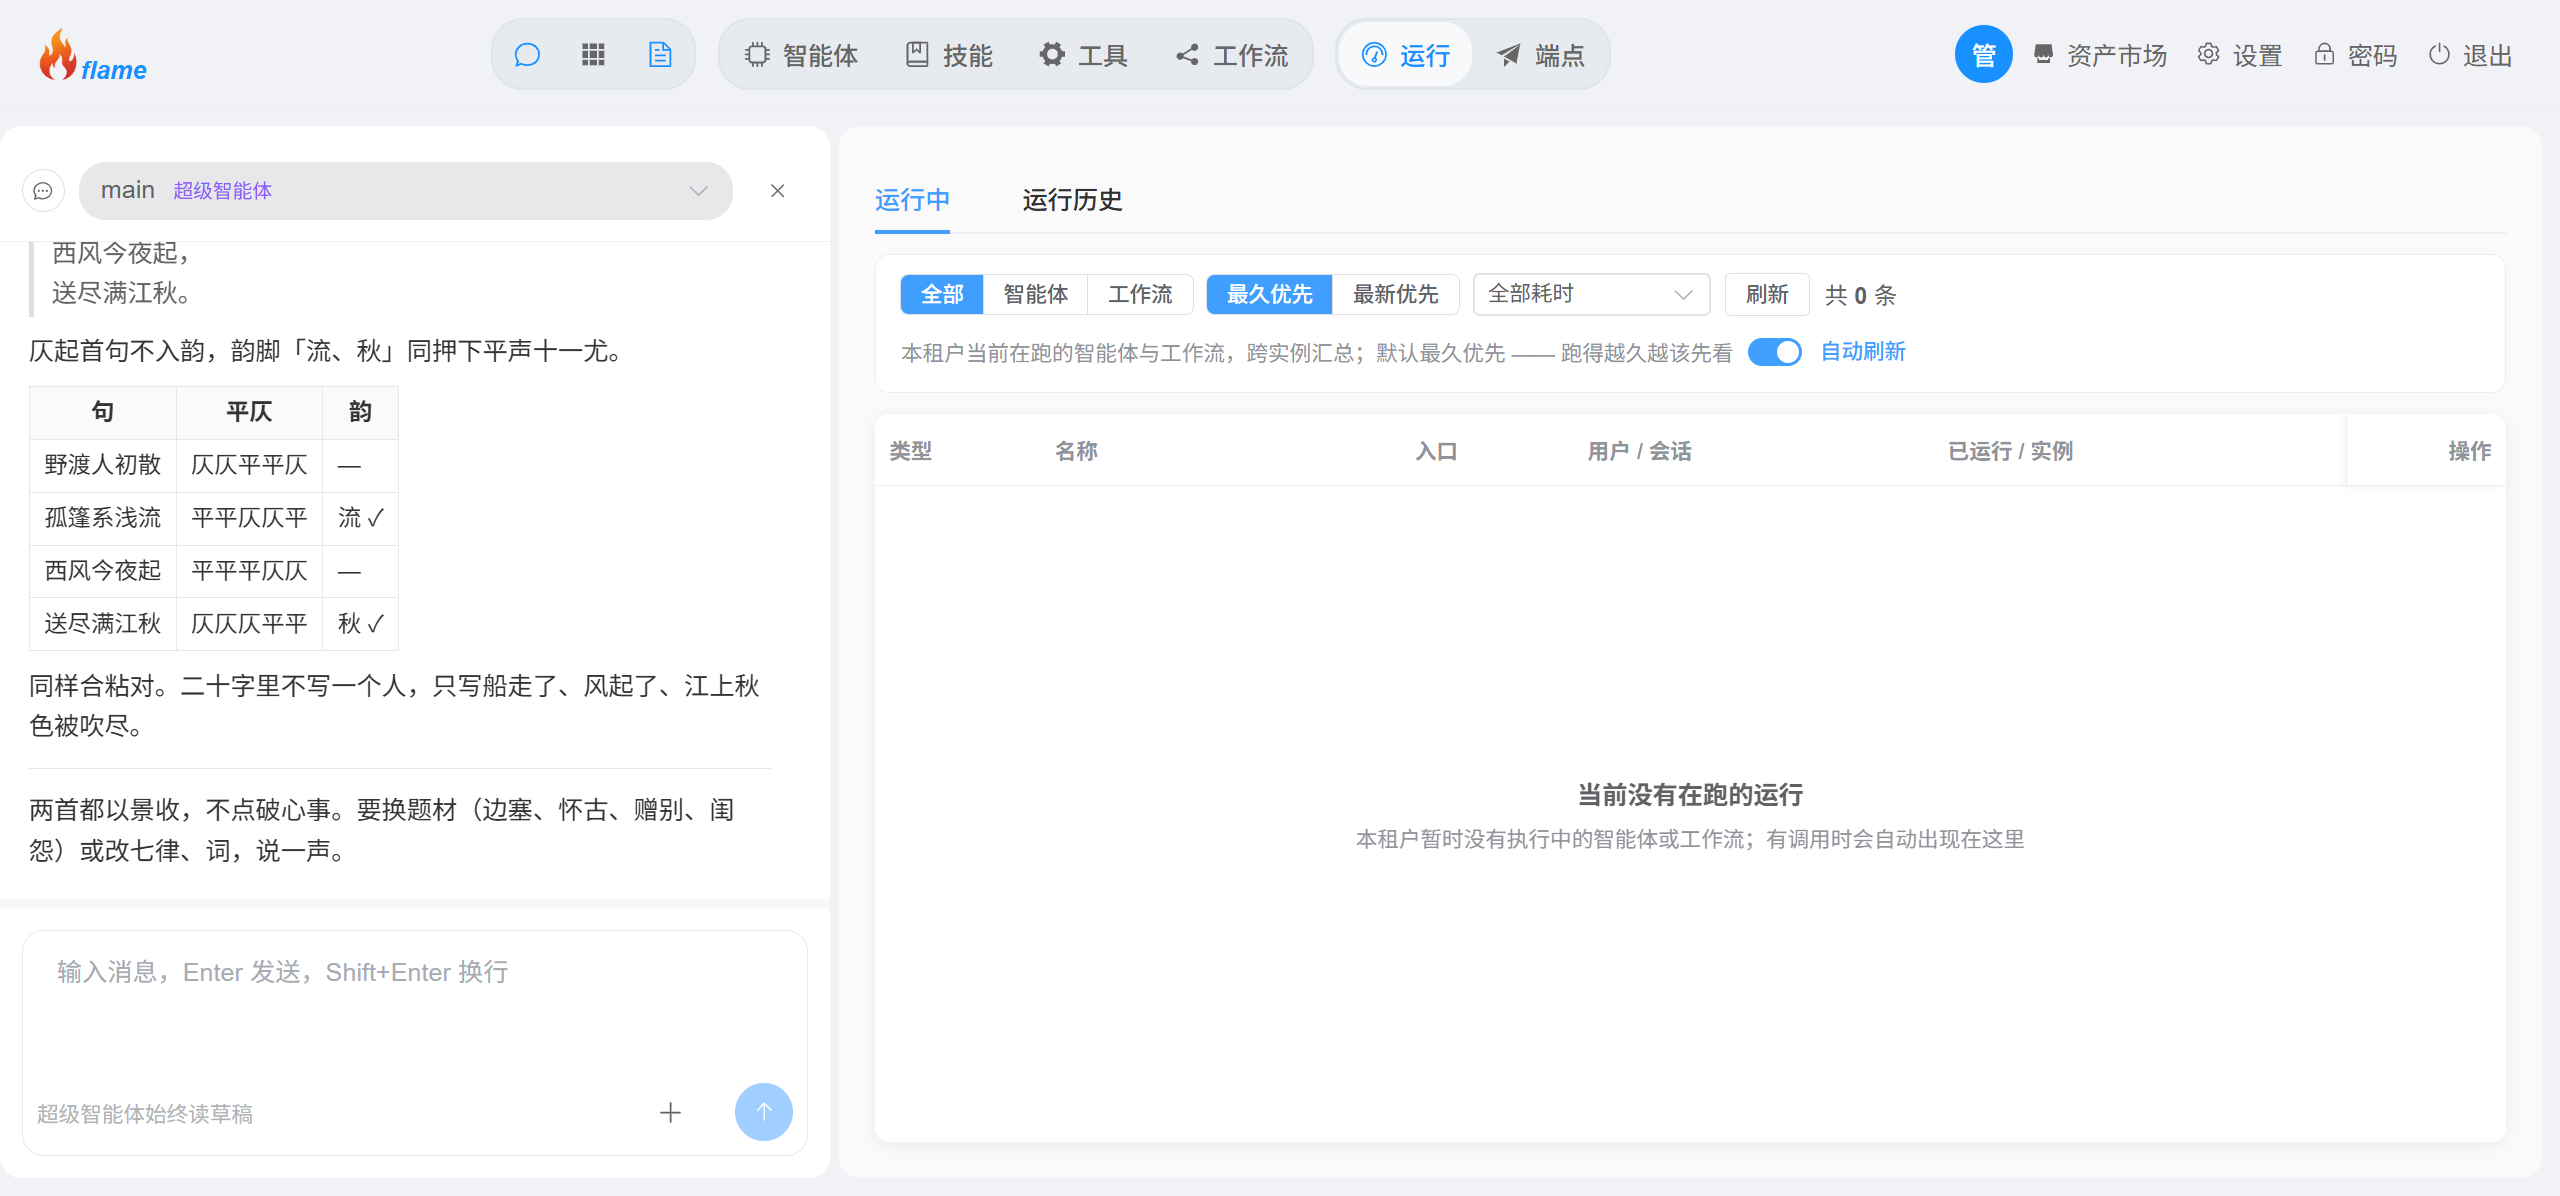 flame
智能体
技能
工具
工作流
运行
端点
管
资产市场
设置
密码
退出
main 超级智能体
西风今夜起，
送尽满江秋。
仄起首句不入韵，韵脚「流、秋」同押下平声十一尤。
句 平仄 韵
野渡人初散 仄仄平平仄 —
孤篷系浅流 平平仄仄平 流 ✓
西风今夜起 平平平仄仄 —
送尽满江秋 仄仄仄平平 秋 ✓
同样合粘对。二十字里不写一个人，只写船走了、风起了、江上秋
色被吹尽。
两首都以景收，不点破心事。要换题材（边塞、怀古、赠别、闺
怨）或改七律、词，说一声。
输入消息，Enter 发送，Shift+Enter 换行
超级智能体始终读草稿
运行中 运行历史
全部 智能体 工作流 最久优先 最新优先 全部耗时 刷新 共 0 条
本租户当前在跑的智能体与工作流，跨实例汇总；默认最久优先 —— 跑得越久越该先看 自动刷新
类型 名称 入口 用户 / 会话 已运行 / 实例 操作
当前没有在跑的运行
本租户暂时没有执行中的智能体或工作流；有调用时会自动出现在这里